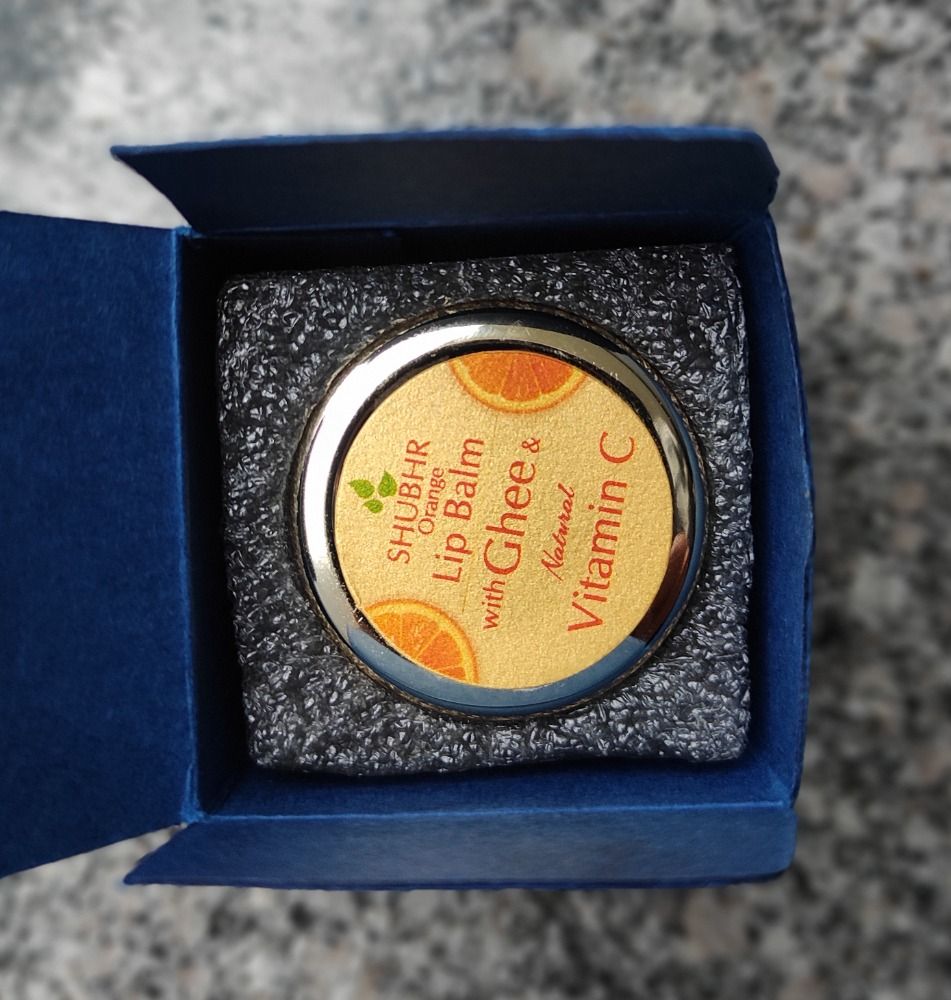 SHUBHR
Orange
Lip Balm
with Ghee &
Natural
Vitamin C